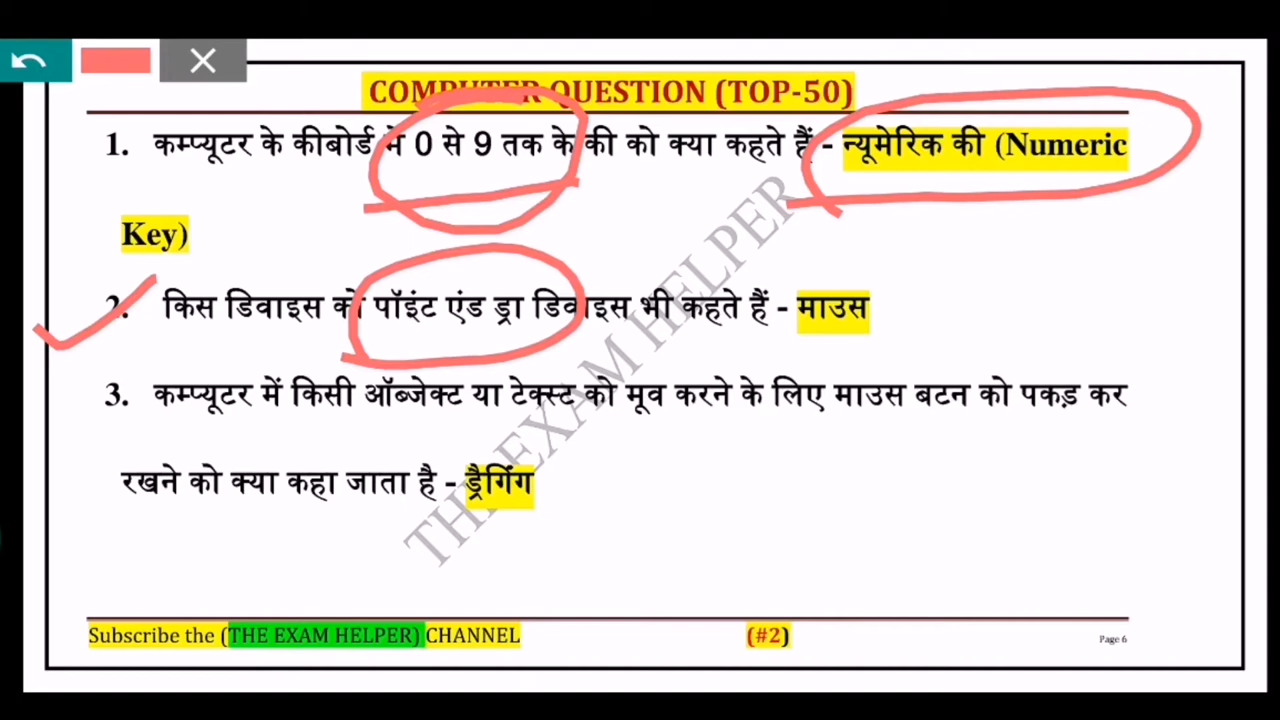 COMPUTER QUESTION (TOP-50)
1. कम्प्यूटर के कीबोर्ड में 0 से 9 तक के की को क्या कहते हैं - न्यूमेरिक की (Numeric
Key)
2. किस डिवाइस को पॉइंट एंड ड्रा डिवाइस भी कहते हैं - माउस
3. कम्प्यूटर में किसी ऑब्जेक्ट या टेक्स्ट को मूव करने के लिए माउस बटन को पकड़ कर
रखने को क्या कहा जाता है - ड्रैगिंग
THE EXAM HELPER
Subscribe the (THE EXAM HELPER) CHANNEL (#2) Page 6